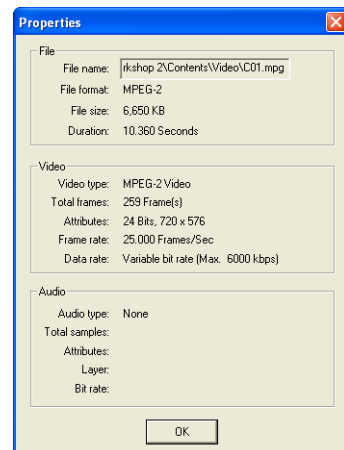 Properties
File
File name: rkshop 2\Contents\Video\C01.mpg
File format: MPEG-2
File size: 6,650 KB
Duration: 10.360 Seconds
Video
Video type: MPEG-2 Video
Total frames: 259 Frame(s)
Attributes: 24 Bits, 720 x 576
Frame rate: 25.000 Frames/Sec
Data rate: Variable bit rate (Max. 6000 kbps)
Audio
Audio type: None
Total samples:
Attributes:
Layer:
Bit rate:
OK